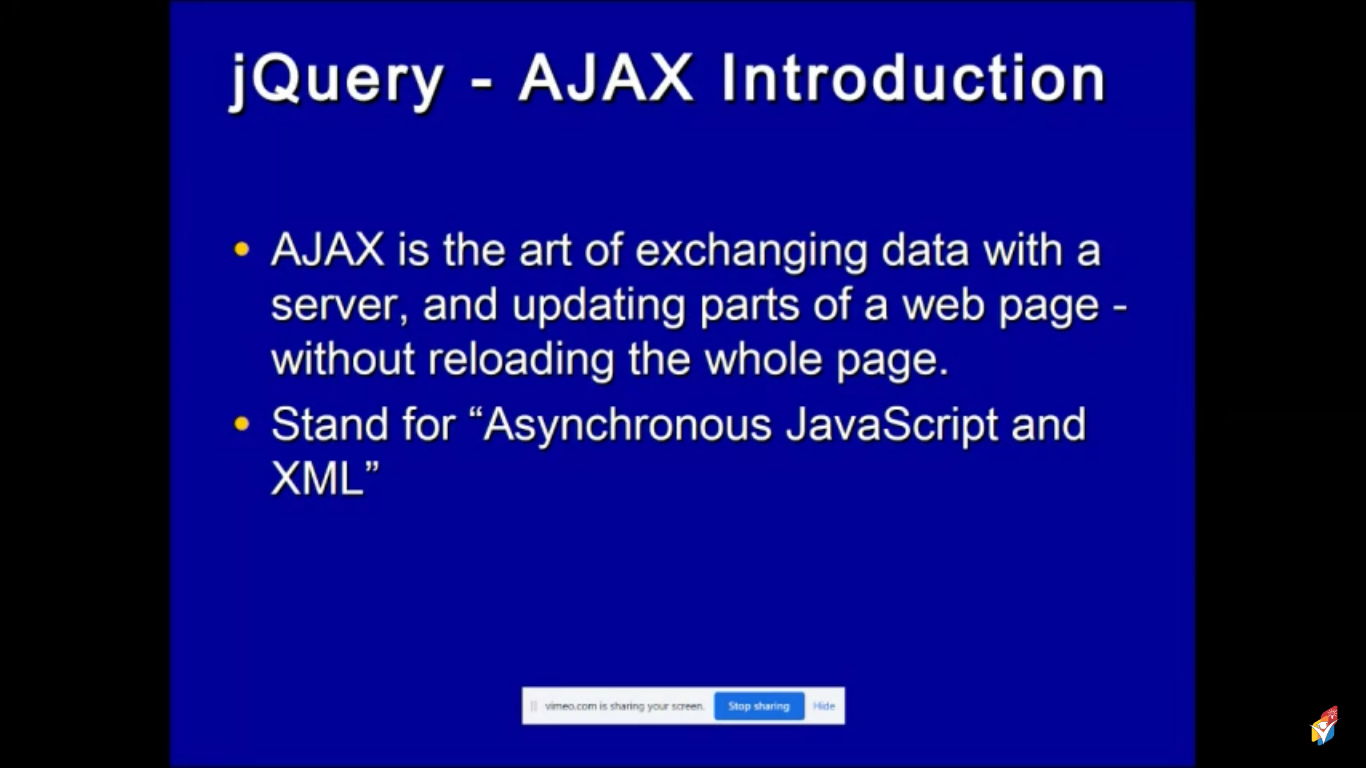 jQuery - AJAX Introduction
• AJAX is the art of exchanging data with a
server, and updating parts of a web page -
without reloading the whole page.
• Stand for “Asynchronous JavaScript and
XML”
vimeo.com is sharing your screen. Stop sharing Hide